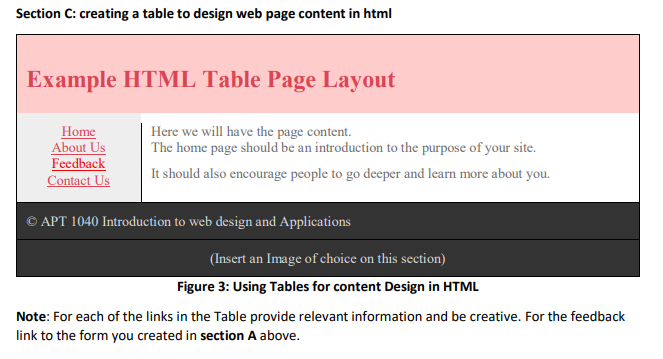 Section C: creating a table to design web page content in html
Example HTML Table Page Layout
Home
About Us
Feedback
Contact Us
Here we will have the page content.
The home page should be an introduction to the purpose of your site.
It should also encourage people to go deeper and learn more about you.
© APT 1040 Introduction to web design and Applications
(Insert an Image of choice on this section)
Figure 3: Using Tables for content Design in HTML
Note: For each of the links in the Table provide relevant information and be creative. For the feedback
link to the form you created in section A above.